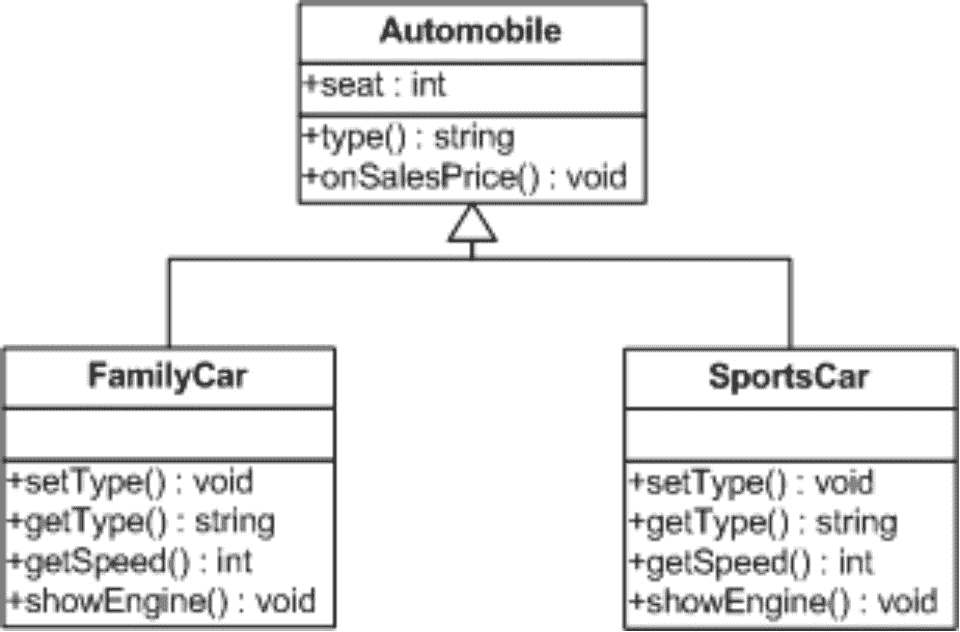 Automobile
+seat : int
+type() : string
+onSalesPrice() : void
FamilyCar
+setType() : void
+getType() : string
+getSpeed() : int
+showEngine() : void
SportsCar
+setType() : void
+getType() : string
+getSpeed() : int
+showEngine() : void